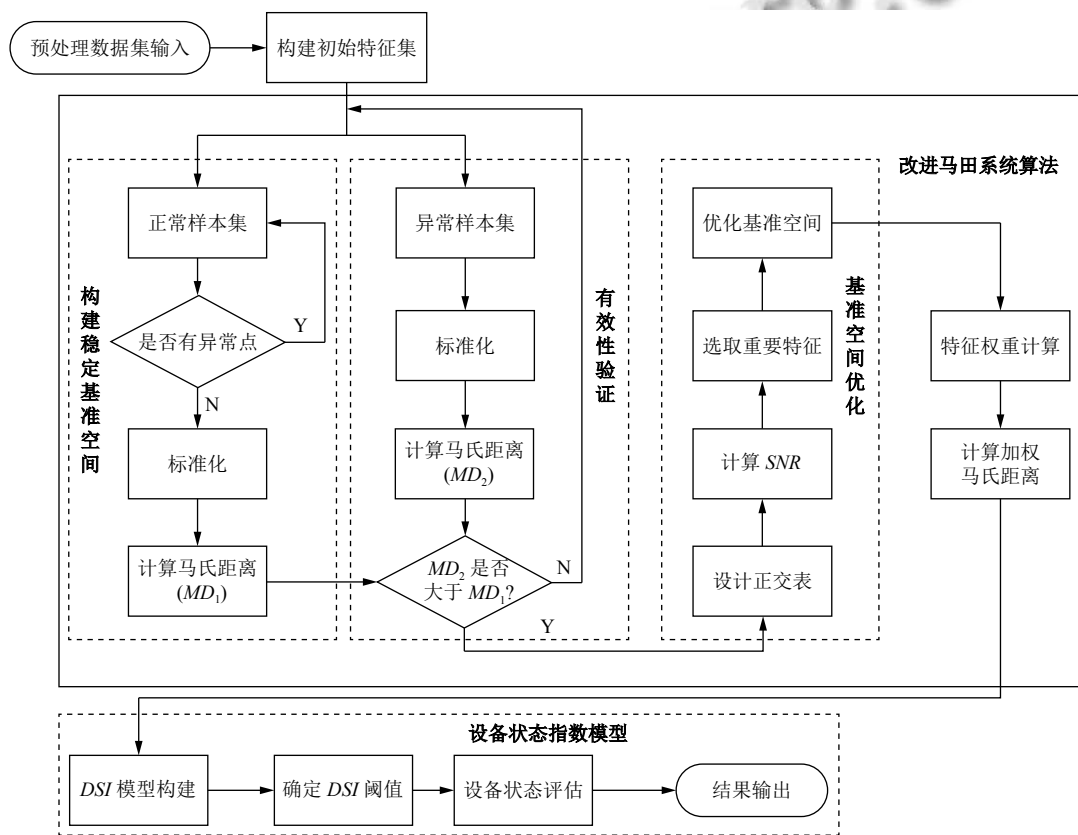 预处理数据集输入
构建初始特征集
改进马田系统算法
构建稳定基准空间
正常样本集
是否有异常点
Y
N
标准化
计算马氏距离
(MD₁)
有效性验证
异常样本集
标准化
计算马氏距离
(MD₂)
MD₂ 是否
大于 MD₁?
N
Y
基准空间优化
优化基准空间
选取重要特征
计算 SNR
设计正交表
特征权重计算
计算加权
马氏距离
设备状态指数模型
DSI 模型构建
确定 DSI 阈值
设备状态评估
结果输出